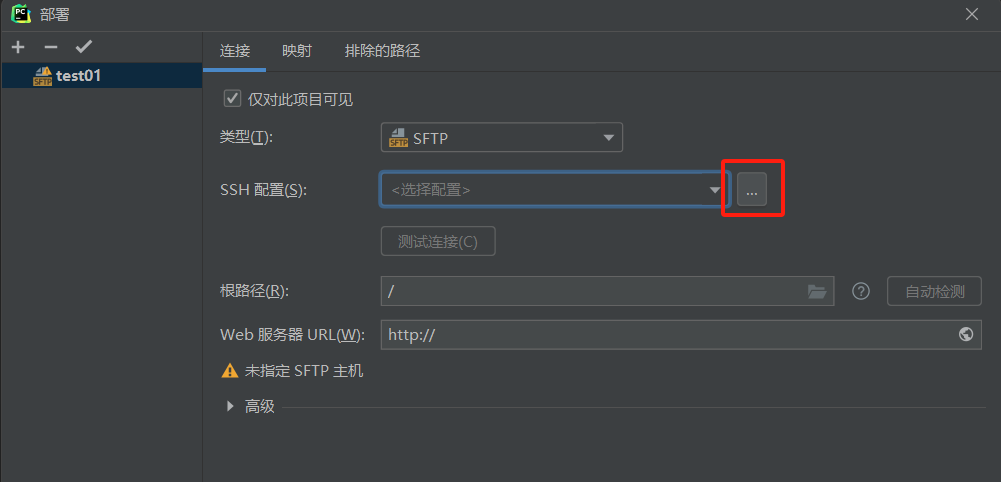 PC
部署
连接 映射 排除的路径
SFTP test01
仅对此项目可见
类型(T): SFTP SFTP
SSH 配置(S): <选择配置> ...
测试连接(C)
根路径(R): / ? 自动检测
Web 服务器 URL(W): http://
未指定 SFTP 主机
高级